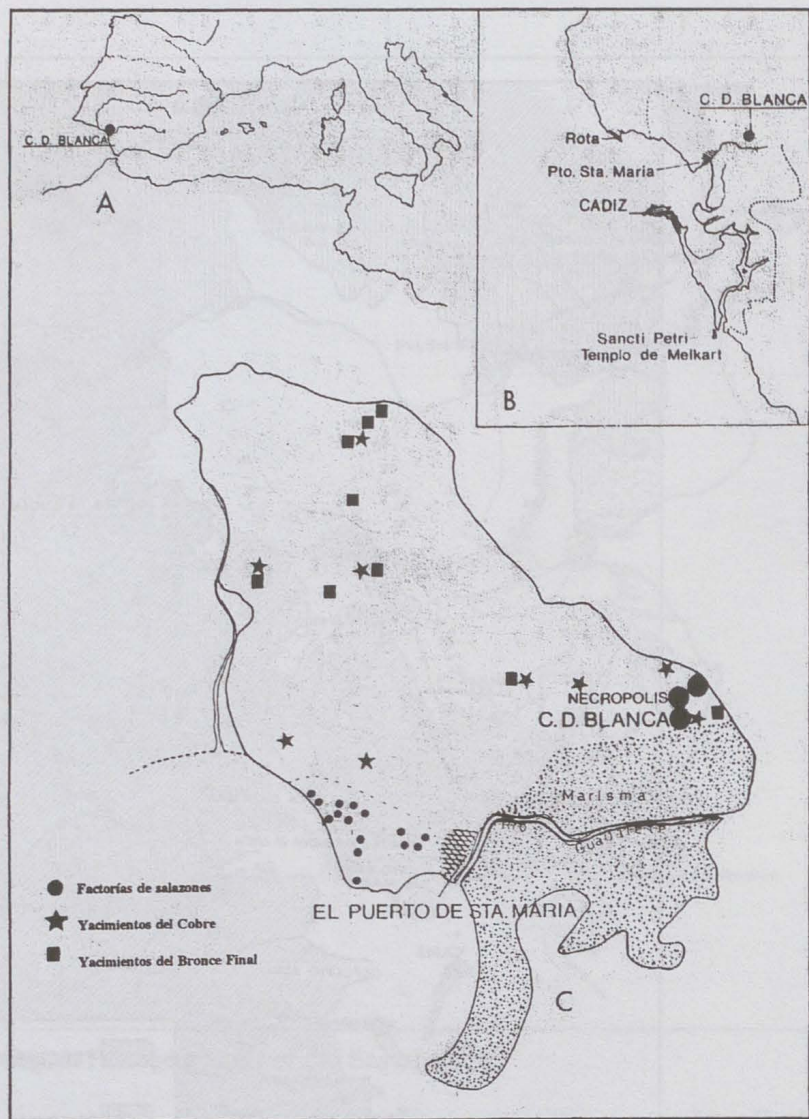 C. D. BLANCA
A
C. D. BLANCA
Rota
Pto. Sta. Maria
CADIZ
Sancti Petri
Templo de Melkart
B
NECROPOLIS
C. D. BLANCA
Marisma
Guadalete
EL PUERTO DE STA. MARIA
Factorías de salazones
Yacimientos del Cobre
Yacimientos del Bronce Final
C